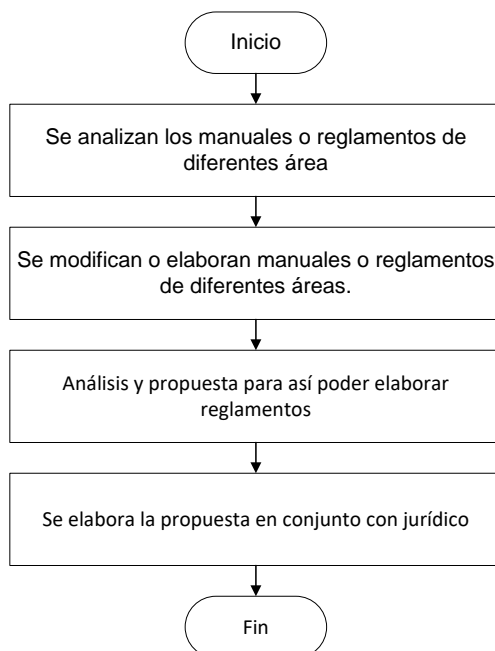 Inicio
Se analizan los manuales o reglamentos de
diferentes área
Se modifican o elaboran manuales o reglamentos
de diferentes áreas.
Análisis y propuesta para así poder elaborar
reglamentos
Se elabora la propuesta en conjunto con jurídico
Fin